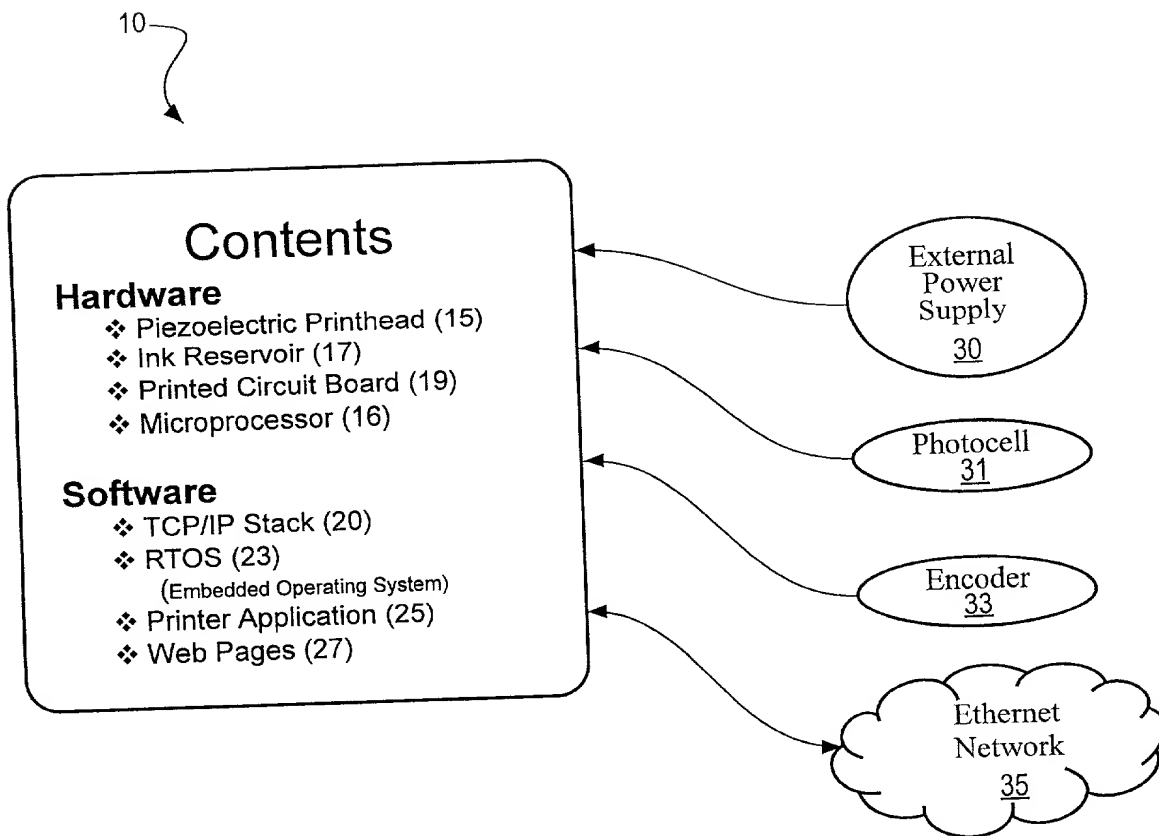 10
Contents
Hardware
❖ Piezoelectric Printhead (15)
❖ Ink Reservoir (17)
❖ Printed Circuit Board (19)
❖ Microprocessor (16)
Software
❖ TCP/IP Stack (20)
❖ RTOS (23)
(Embedded Operating System)
❖ Printer Application (25)
❖ Web Pages (27)
External
Power
Supply
30
Photocell
31
Encoder
33
Ethernet
Network
35